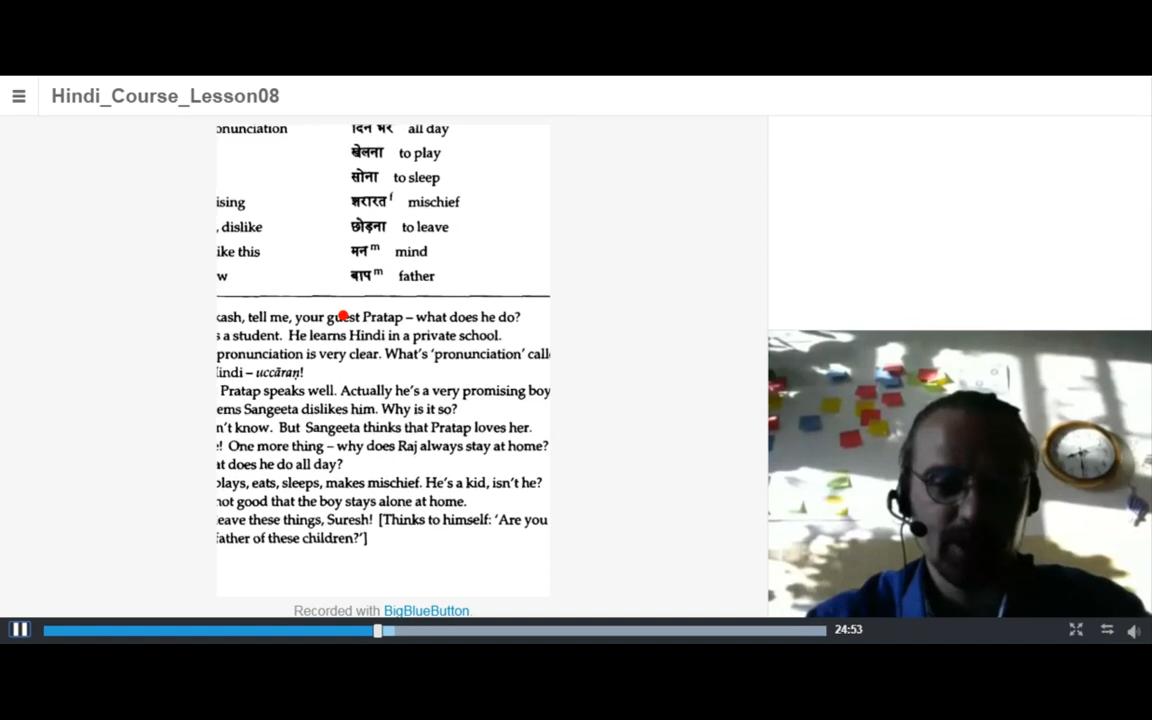 Hindi_Course_Lesson08
onunciation दिन भर all day
खेलना to play
सोना to sleep
ising शरारत f mischief
, dislike छोड़ना to leave
ike this मन m mind
w बाप m father
kash, tell me, your guest Pratap – what does he do?
s a student. He learns Hindi in a private school.
pronunciation is very clear. What's 'pronunciation' call
Hindi – uccāraṇ!
Pratap speaks well. Actually he's a very promising boy
ems Sangeeta dislikes him. Why is it so?
n't know. But Sangeeta thinks that Pratap loves her.
! One more thing – why does Raj always stay at home?
at does he do all day?
plays, eats, sleeps, makes mischief. He's a kid, isn't he?
not good that the boy stays alone at home.
eave these things, Suresh! [Thinks to himself: 'Are you
father of these children?']
Recorded with BigBlueButton.
24:53